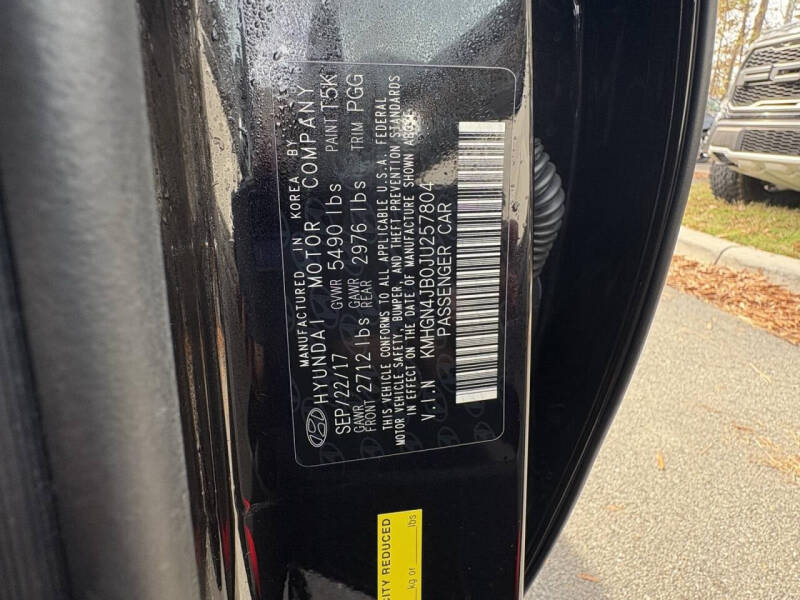 MANUFACTURED IN KOREA BY
HYUNDAI MOTOR COMPANY
SEP/22/17 GVWR 5490 lbs PAINT T5K
GAWR FRONT 2712 lbs GAWR REAR 2976 lbs TRIM PGG
THIS VEHICLE CONFORMS TO ALL APPLICABLE U.S.A. FEDERAL
MOTOR VEHICLE SAFETY, BUMPER, AND THEFT PREVENTION STANDARDS
IN EFFECT ON THE DATE OF MANUFACTURE SHOWN ABOVE
V.I.N KMHGN4JB0JU257804
PASSENGER CAR
CITY REDUCED
kg or lbs